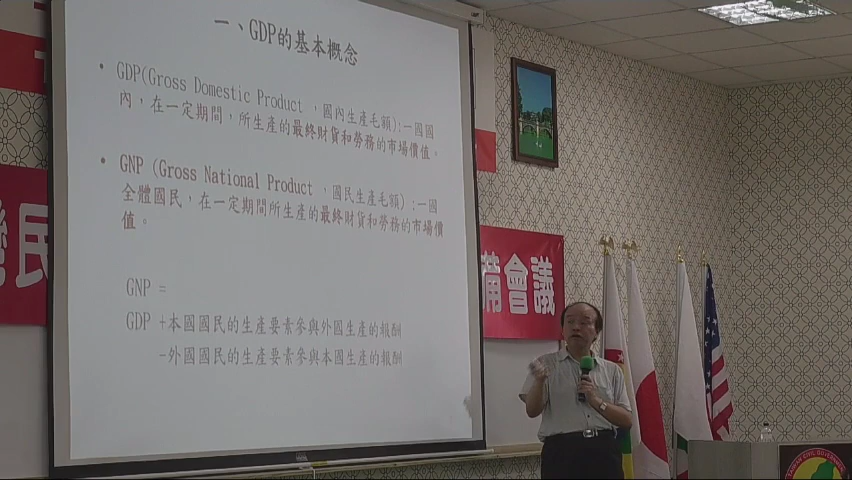 一、GDP的基本概念
• GDP(Gross Domestic Product ，國內生產毛額):一國國
內，在一定期間，所生產的最終財貨和勞務的市場價值。
• GNP (Gross National Product ，國民生產毛額) :一國
全體國民，在一定期間所生產的最終財貨和勞務的市場價
值。
GNP =
GDP +本國國民的生產要素參與外國生產的報酬
-外國國民的生產要素參與本國生產的報酬
民
備會議
TAIWAN CIVIL GOVERNMENT